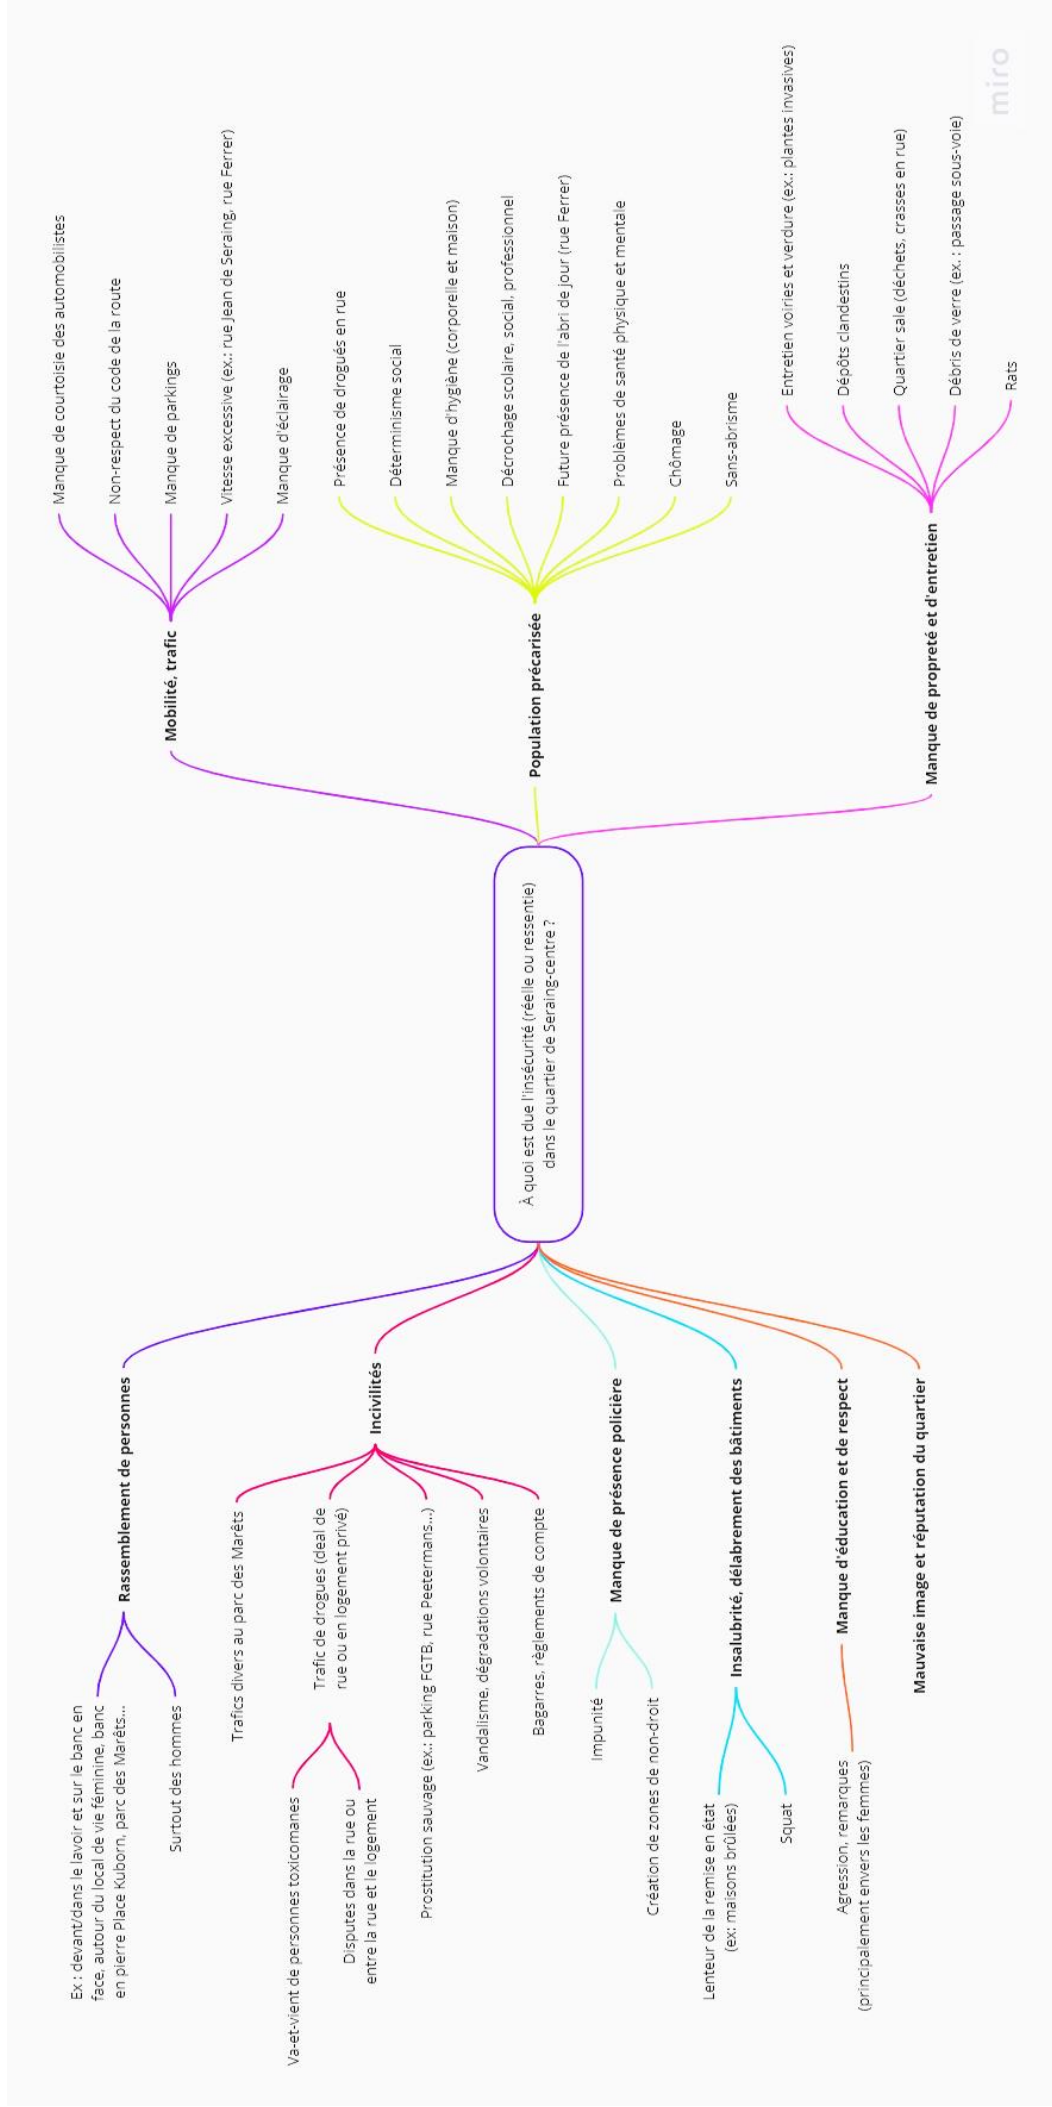 Ex : devant/dans le lavoir et sur le banc en
face, autour du local de vie féminine, banc
en pierre Place Kuborn, parc des Marêts...
Surtout des hommes
Rassemblement de personnes
Trafics divers au parc des Marêts
Va-et-vient de personnes toxicomanes
Disputes dans la rue ou
entre la rue et le logement
Trafic de drogues (deal de
rue ou en logement privé)
Prostitution sauvage (ex.: parking FGTB, rue Peetermans...)
Vandalisme, dégradations volontaires
Bagarres, règlements de compte
Incivilités
Impunité
Création de zones de non-droit
Manque de présence policière
Lenteur de la remise en état
(ex: maisons brûlées)
Squat
Insalubrité, délabrement des bâtiments
Agression, remarques
(principalement envers les femmes)
Manque d'éducation et de respect
Mauvaise image et réputation du quartier
À quoi est due l'insécurité (réelle ou ressentie)
dans le quartier de Seraing-centre ?
Mobilité, trafic
Manque de courtoisie des automobilistes
Non-respect du code de la route
Manque de parkings
Vitesse excessive (ex.: rue Jean de Seraing, rue Ferrer)
Manque d'éclairage
Population précarisée
Présence de drogués en rue
Déterminisme social
Manque d'hygiène (corporelle et maison)
Décrochage scolaire, social, professionnel
Future présence de l'abri de jour (rue Ferrer)
Problèmes de santé physique et mentale
Chômage
Sans-abrisme
Manque de propreté et d'entretien
Entretien voiries et verdure (ex.: plantes invasives)
Dépôts clandestins
Quartier sale (déchets, crasses en rue)
Débris de verre (ex. : passage sous-voie)
Rats
miro